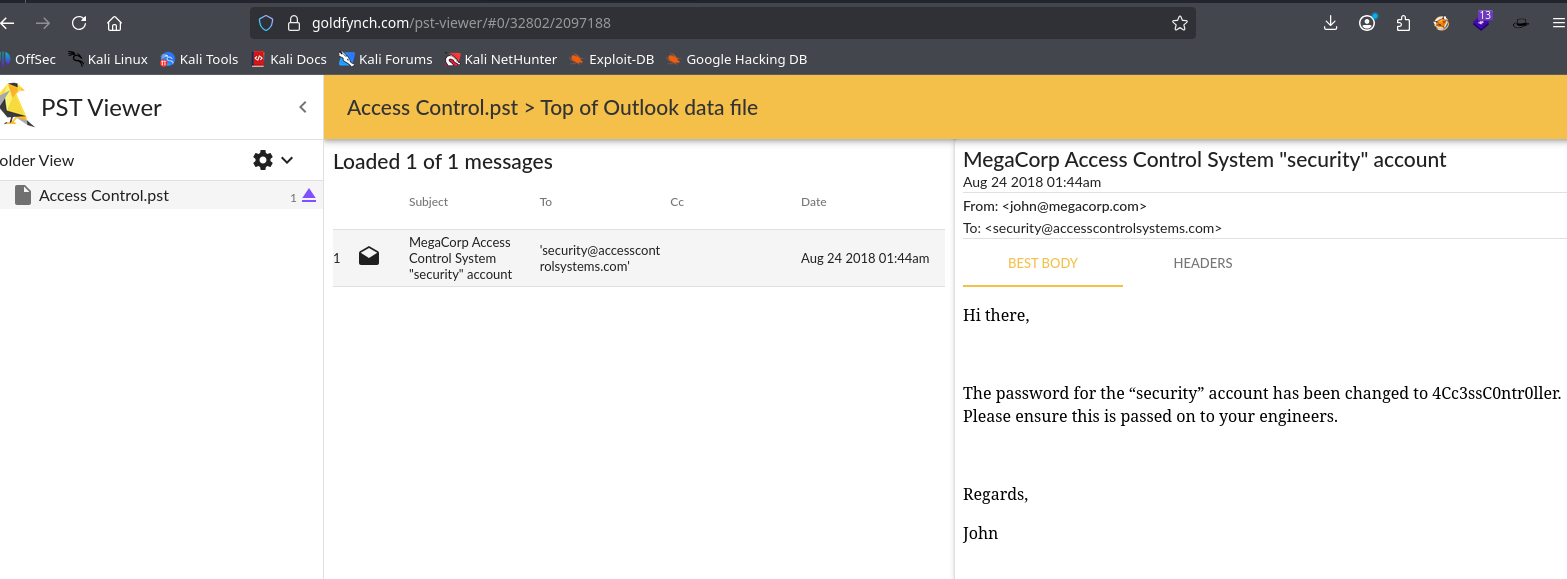 goldfynch.com/pst-viewer/#0/32802/2097188
13
OffSec Kali Linux Kali Tools Kali Docs Kali Forums Kali NetHunter Exploit-DB Google Hacking DB
PST Viewer
Access Control.pst > Top of Outlook data file
older View
Access Control.pst 1
Loaded 1 of 1 messages
Subject To Cc Date
1
MegaCorp Access
Control System
"security" account
'security@accesscont
rolsystems.com'
Aug 24 2018 01:44am
MegaCorp Access Control System "security" account
Aug 24 2018 01:44am
From: <john@megacorp.com>
To: <security@accesscontrolsystems.com>
BEST BODY HEADERS
Hi there,
The password for the “security” account has been changed to 4Cc3ssC0ntr0ller.
Please ensure this is passed on to your engineers.
Regards,
John